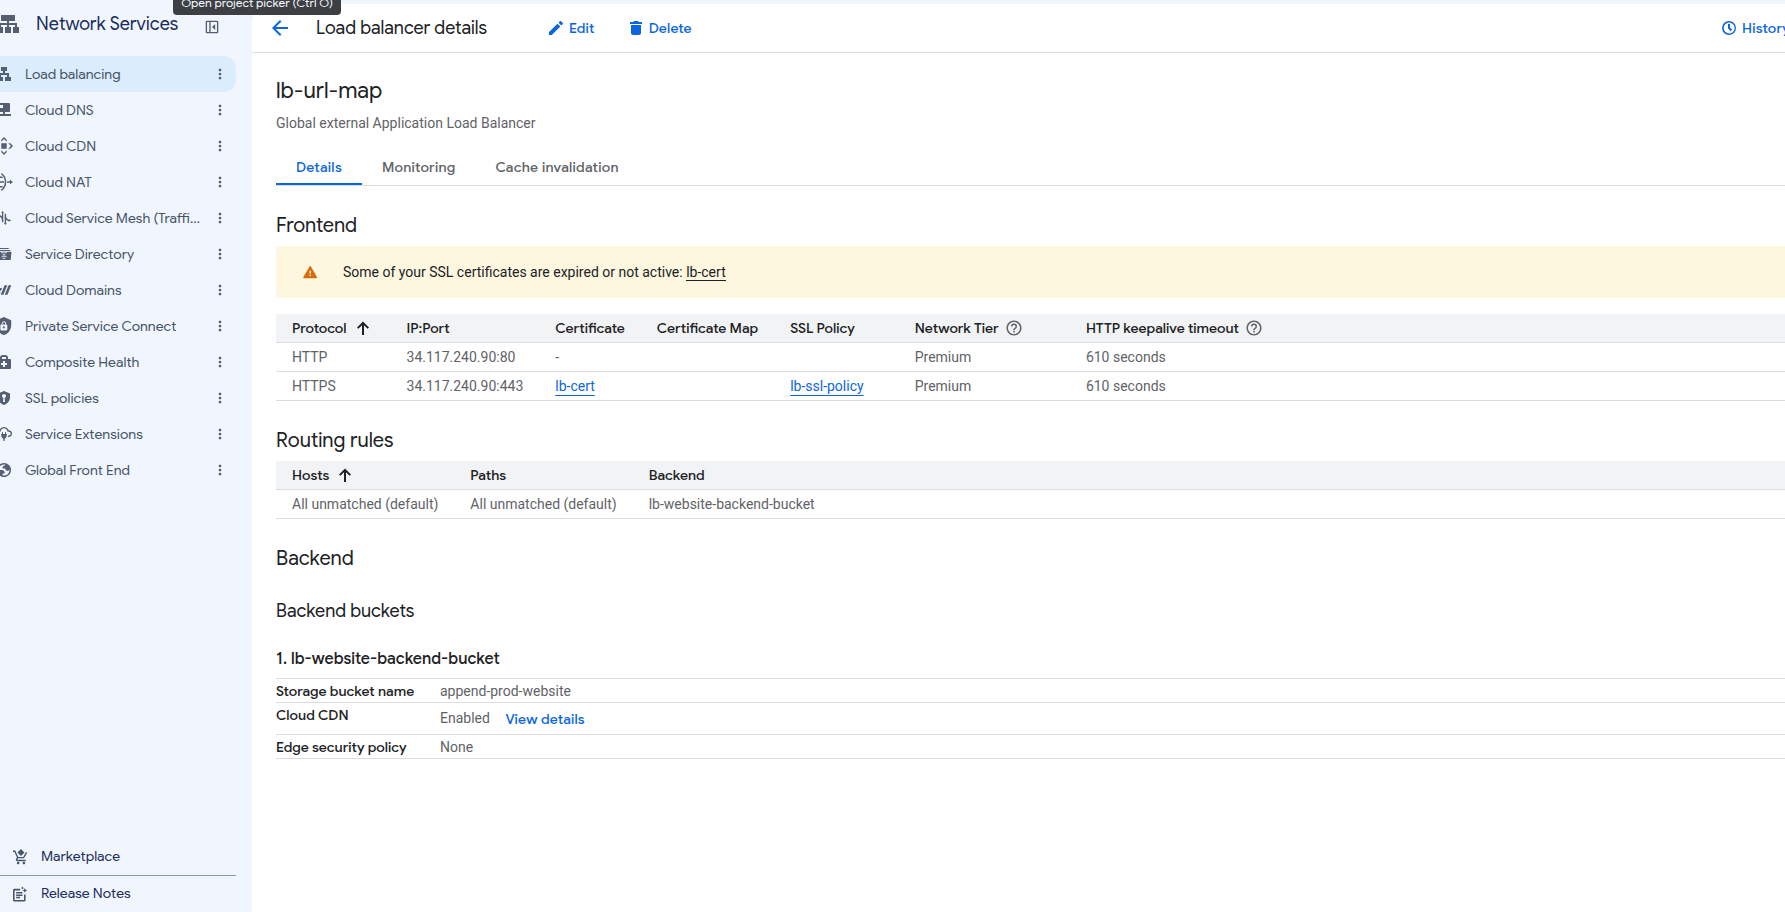 Open project picker (Ctrl O)
Network Services
Load balancer details
Edit
Delete
History
Load balancing
Cloud DNS
Cloud CDN
Cloud NAT
Cloud Service Mesh (Traffi...
Service Directory
Cloud Domains
Private Service Connect
Composite Health
SSL policies
Service Extensions
Global Front End
Marketplace
Release Notes
lb-url-map
Global external Application Load Balancer
Details Monitoring Cache invalidation
Frontend
Some of your SSL certificates are expired or not active: lb-cert
Protocol IP:Port Certificate Certificate Map SSL Policy Network Tier HTTP keepalive timeout
HTTP 34.117.240.90:80 - Premium 610 seconds
HTTPS 34.117.240.90:443 lb-cert lb-ssl-policy Premium 610 seconds
Routing rules
Hosts Paths Backend
All unmatched (default) All unmatched (default) lb-website-backend-bucket
Backend
Backend buckets
1. lb-website-backend-bucket
Storage bucket name append-prod-website
Cloud CDN Enabled View details
Edge security policy None